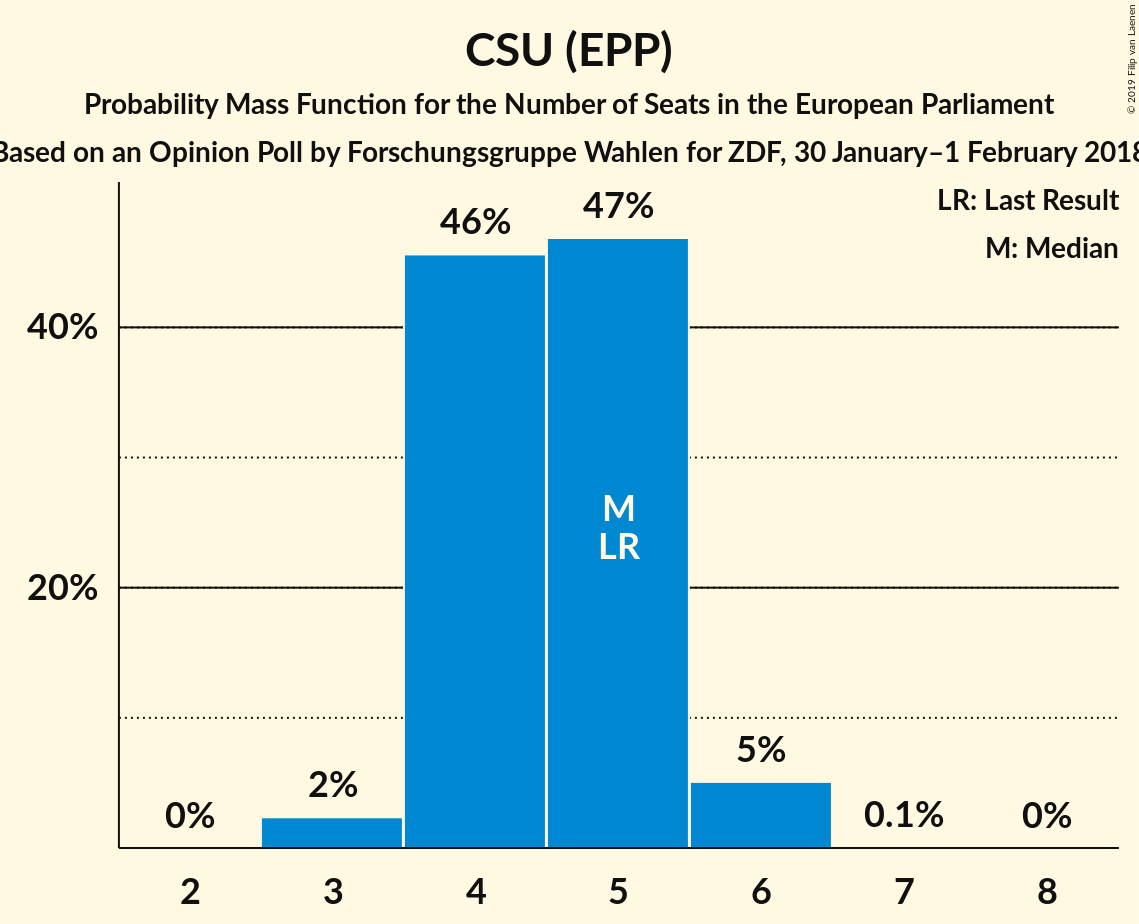 © 2019 Filip van Laenen
CSU (EPP)
Probability Mass Function for the Number of Seats in the European Parliament
Based on an Opinion Poll by Forschungsgruppe Wahlen for ZDF, 30 January–1 February 2018
LR: Last Result
M: Median
46%
47%
40%
M
LR
20%
5%
2%
0%
0.1%
0%
2 3 4 5 6 7 8